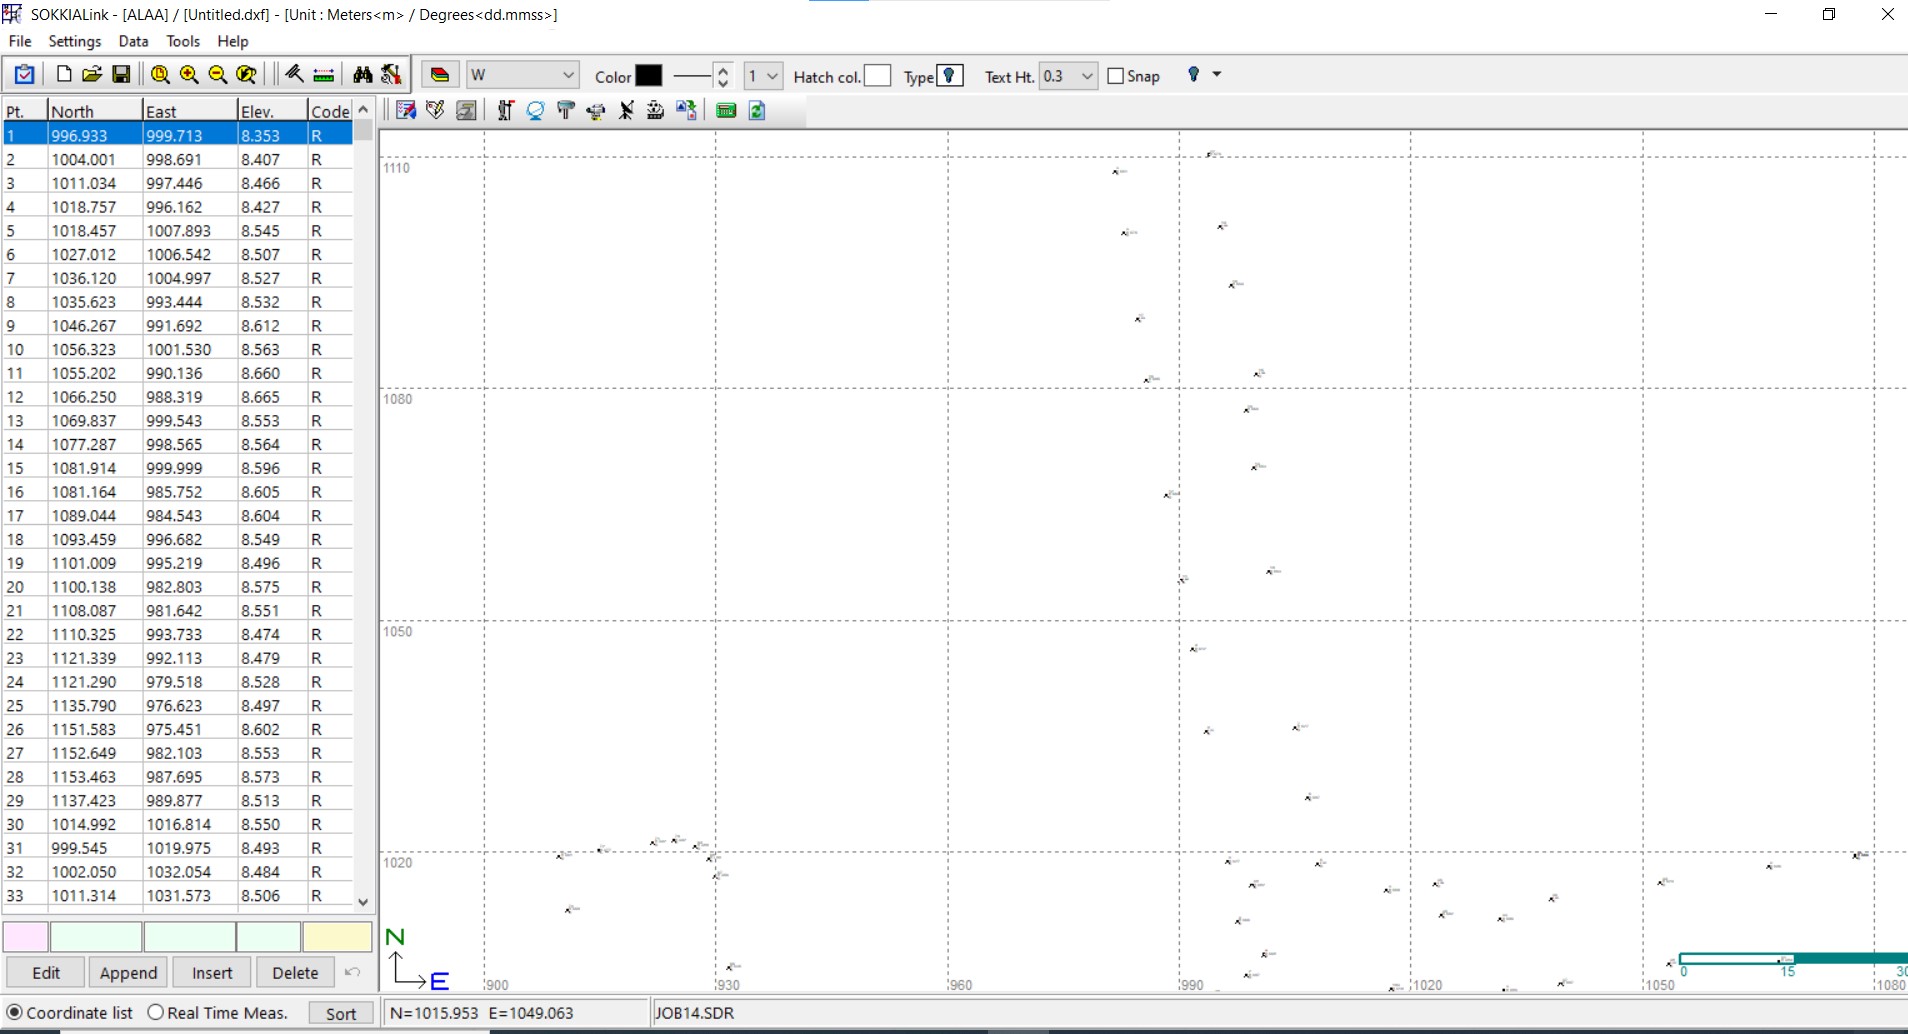 SOKKIALink - [ALAA] / [Untitled.dxf] - [Unit : Meters<m> / Degrees<dd.mmss>]
File Settings Data Tools Help
W Color 1 Hatch col. Type Text Ht. 0.3 Snap
Pt. North East Elev. Code
1 996.933 999.713 8.353 R
2 1004.001 998.691 8.407 R
3 1011.034 997.446 8.466 R
4 1018.757 996.162 8.427 R
5 1018.457 1007.893 8.545 R
6 1027.012 1006.542 8.507 R
7 1036.120 1004.997 8.527 R
8 1035.623 993.444 8.532 R
9 1046.267 991.692 8.612 R
10 1056.323 1001.530 8.563 R
11 1055.202 990.136 8.660 R
12 1066.250 988.319 8.665 R
13 1069.837 999.543 8.553 R
14 1077.287 998.565 8.564 R
15 1081.914 999.999 8.596 R
16 1081.164 985.752 8.605 R
17 1089.044 984.543 8.604 R
18 1093.459 996.682 8.549 R
19 1101.009 995.219 8.496 R
20 1100.138 982.803 8.575 R
21 1108.087 981.642 8.551 R
22 1110.325 993.733 8.474 R
23 1121.339 992.113 8.479 R
24 1121.290 979.518 8.528 R
25 1135.790 976.623 8.497 R
26 1151.583 975.451 8.602 R
27 1152.649 982.103 8.553 R
28 1153.463 987.695 8.573 R
29 1137.423 989.877 8.513 R
30 1014.992 1016.814 8.550 R
31 999.545 1019.975 8.493 R
32 1002.050 1032.054 8.484 R
33 1011.314 1031.573 8.506 R
Edit Append Insert Delete
Coordinate list Real Time Meas. Sort
1110
1080
1050
1020
N
E
0 15 30
900 930 960 990 1020 1050 1080
N=1015.953 E=1049.063 JOB14.SDR